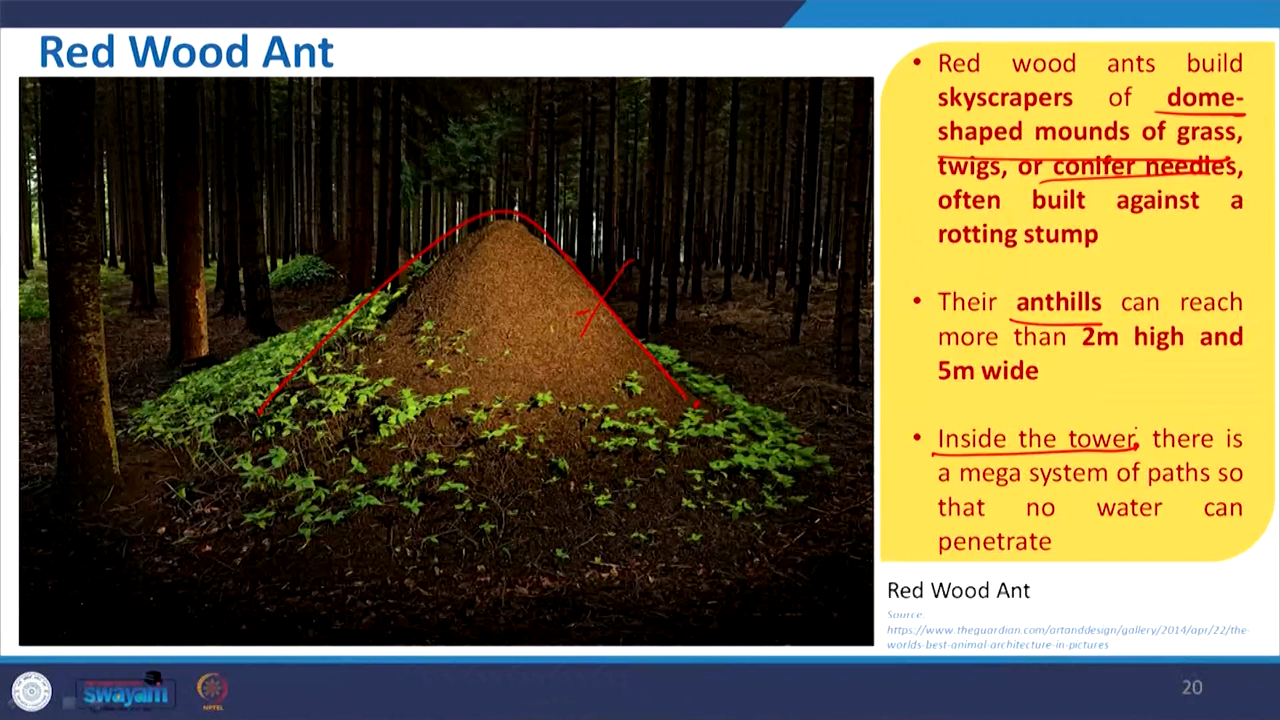 Red Wood Ant
• Red wood ants build
skyscrapers of dome-
shaped mounds of grass,
twigs, or conifer needles,
often built against a
rotting stump
• Their anthills can reach
more than 2m high and
5m wide
• Inside the tower, there is
a mega system of paths so
that no water can
penetrate
Red Wood Ant
Source.
https://www.theguardian.com/artanddesign/gallery/2014/apr/22/the-
worlds-best-animal-architecture-in-pictures
swayam
NPTEL
20